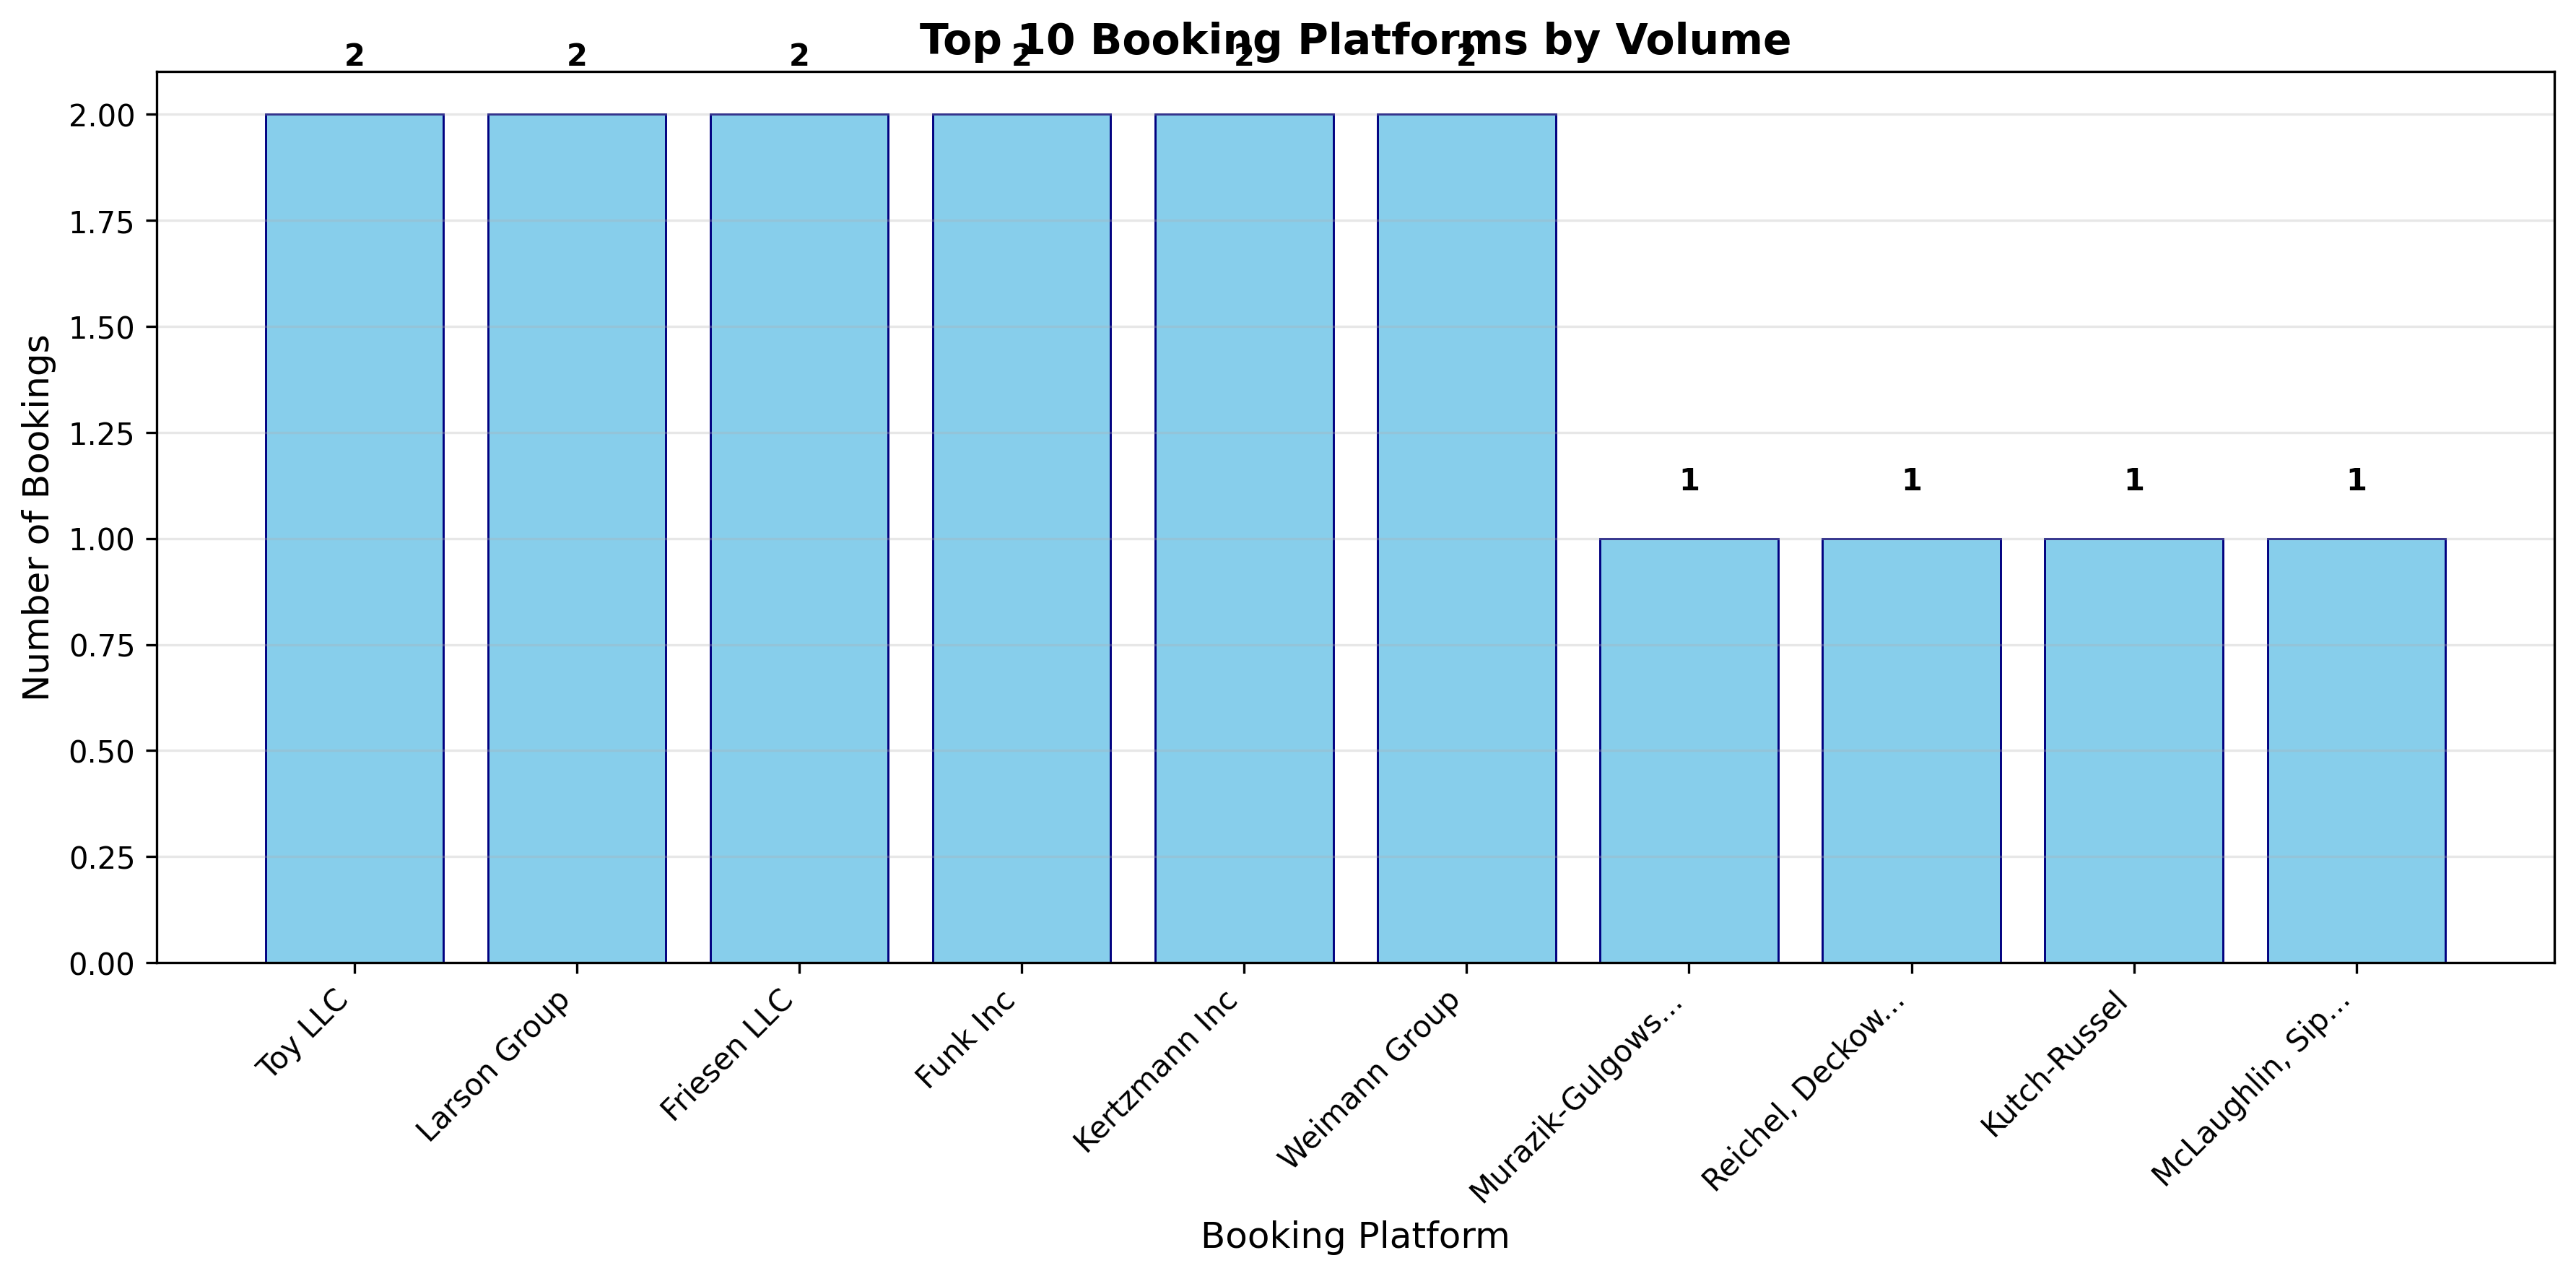 Top 10 Booking Platforms by Volume
2 2 2 2 2 2
2.00
1.75
1.50
1.25
1 1 1 1
1.00
0.75
0.50
0.25
0.00
Number of Bookings
Toy LLC
Larson Group
Friesen LLC
Funk Inc
Kertzmann Inc
Weimann Group
Murazik-Gulgows...
Reichel, Deckow...
Kutch-Russel
McLaughlin, Sip...
Booking Platform